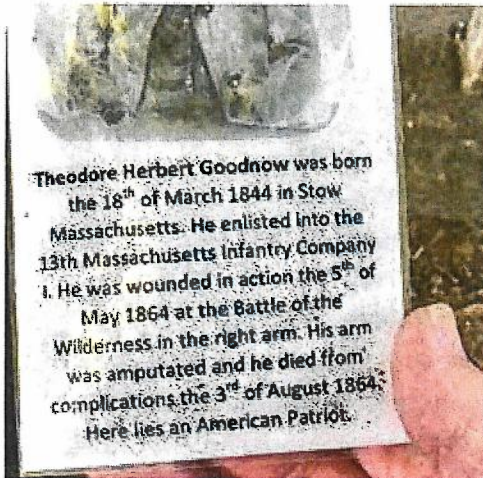 Theodore Herbert Goodnow was born
the 18th of March 1844 in Stow
Massachusetts. He enlisted into the
13th Massachusetts Infantry Company
I. He was wounded in action the 5th of
May 1864 at the Battle of the
Wilderness in the right arm. His arm
was amputated and he died from
complications the 3rd of August 1864.
Here lies an American Patriot.